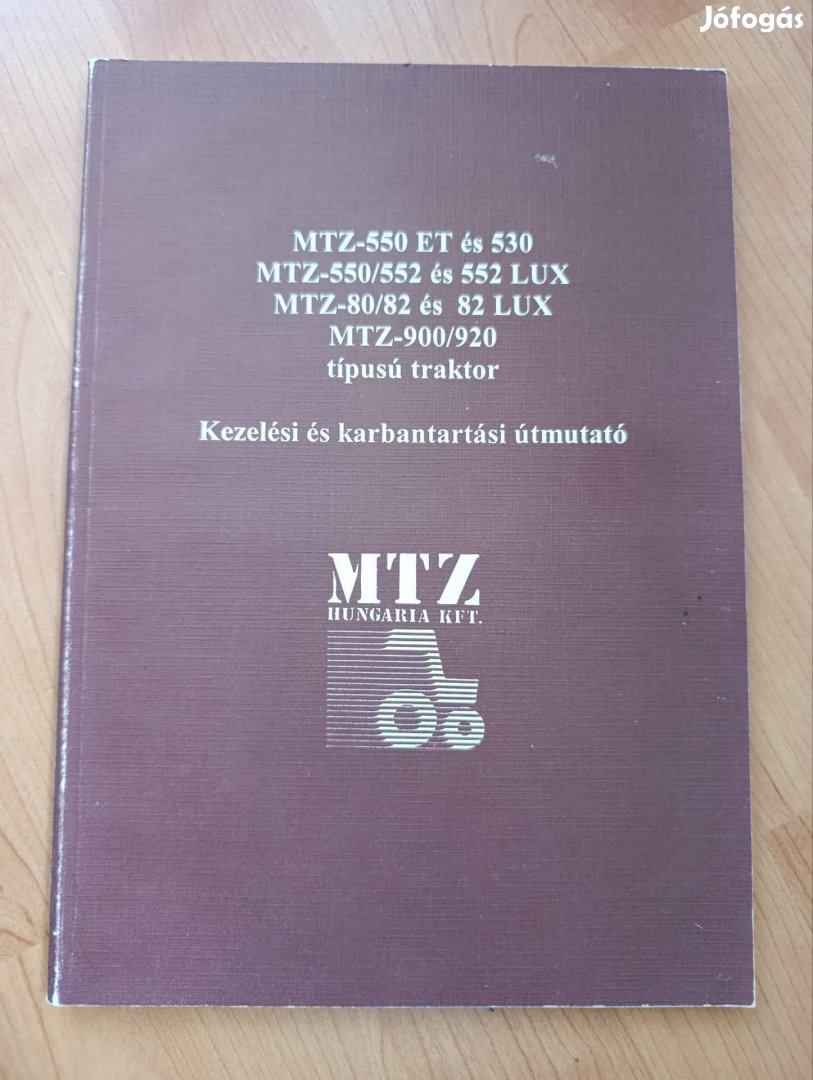 Jófogás
MTZ-550 ET és 530
MTZ-550/552 és 552 LUX
MTZ-80/82 és 82 LUX
MTZ-900/920
típusú traktor
Kezelési és karbantartási útmutató
MTZ
HUNGARIA KFT.